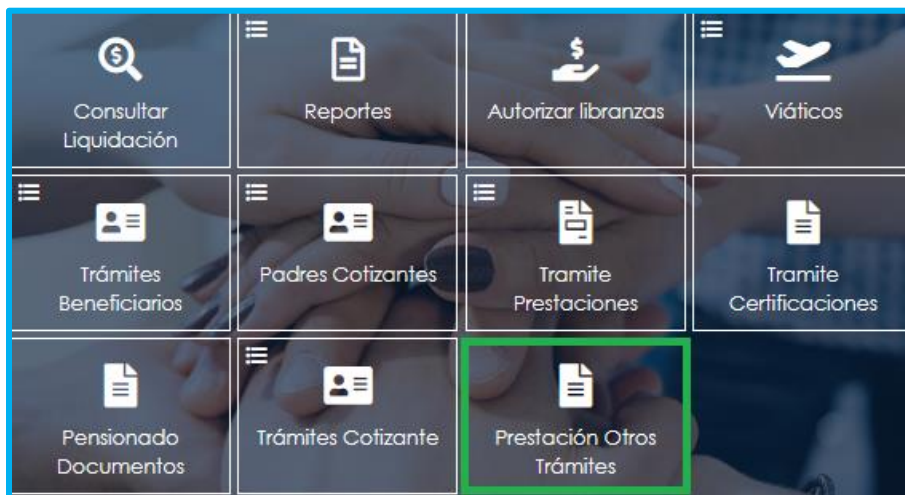 Consultar
Liquidación
Reportes
Autorizar libranzas
Viáticos
Trámites
Beneficiarios
Padres Cotizantes
Tramite
Prestaciones
Tramite
Certificaciones
Pensionado
Documentos
Trámites Cotizante
Prestación Otros
Trámites